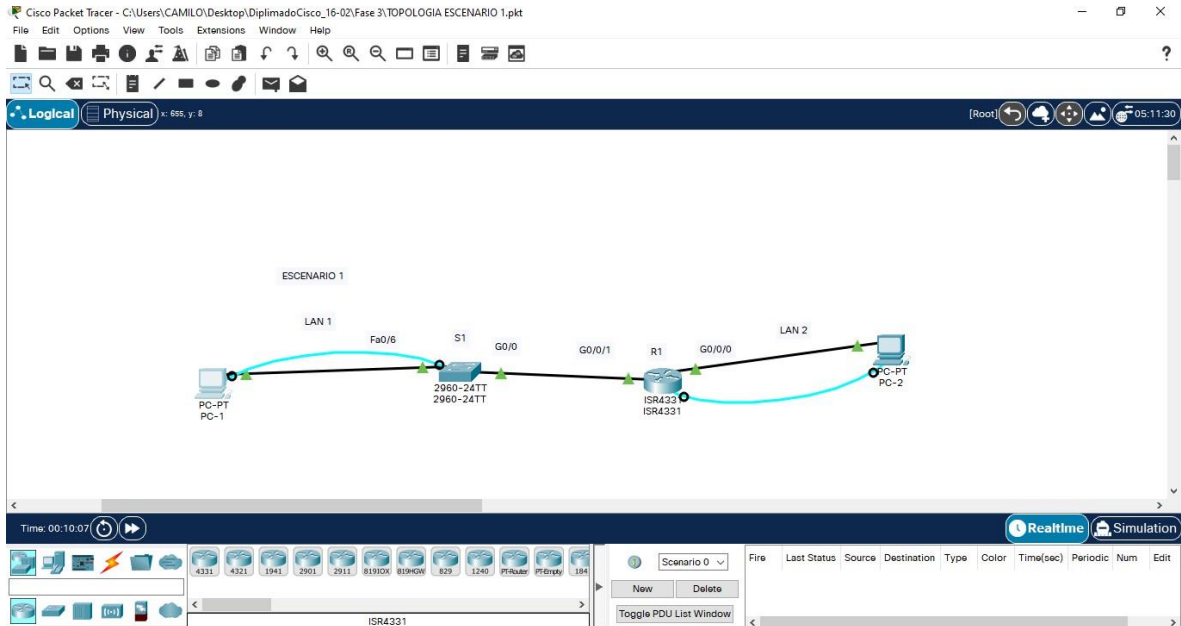 Cisco Packet Tracer - C:\Users\CAMILO\Desktop\DiplimadoCisco_16-02\Fase 3\TOPOLOGIA ESCENARIO 1.pkt
File Edit Options View Tools Extensions Window Help
?
Logical Physical x: 655, y: 8 [Root] 05:11:30
ESCENARIO 1
LAN 1
LAN 2
Fa0/6 S1 G0/0 G0/0/1 R1 G0/0/0
PC-PT
PC-1
2960-24TT
2960-24TT
ISR4331
ISR4331
PC-PT
PC-2
Time: 00:10:07 Realtime Simulation
4331 4321 1941 2901 2911 819IOX 819HGW 829 1240 PT-Router PT-Empty 184
ISR4331
Scenario 0
New Delete
Toggle PDU List Window
Fire Last Status Source Destination Type Color Time(sec) Periodic Num Edit